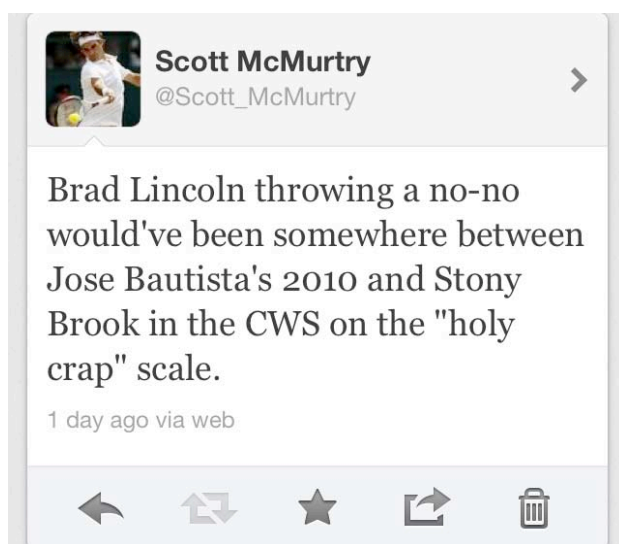 Scott McMurtry
@Scott_McMurtry
Brad Lincoln throwing a no-no
would've been somewhere between
Jose Bautista's 2010 and Stony
Brook in the CWS on the "holy
crap" scale.
1 day ago via web